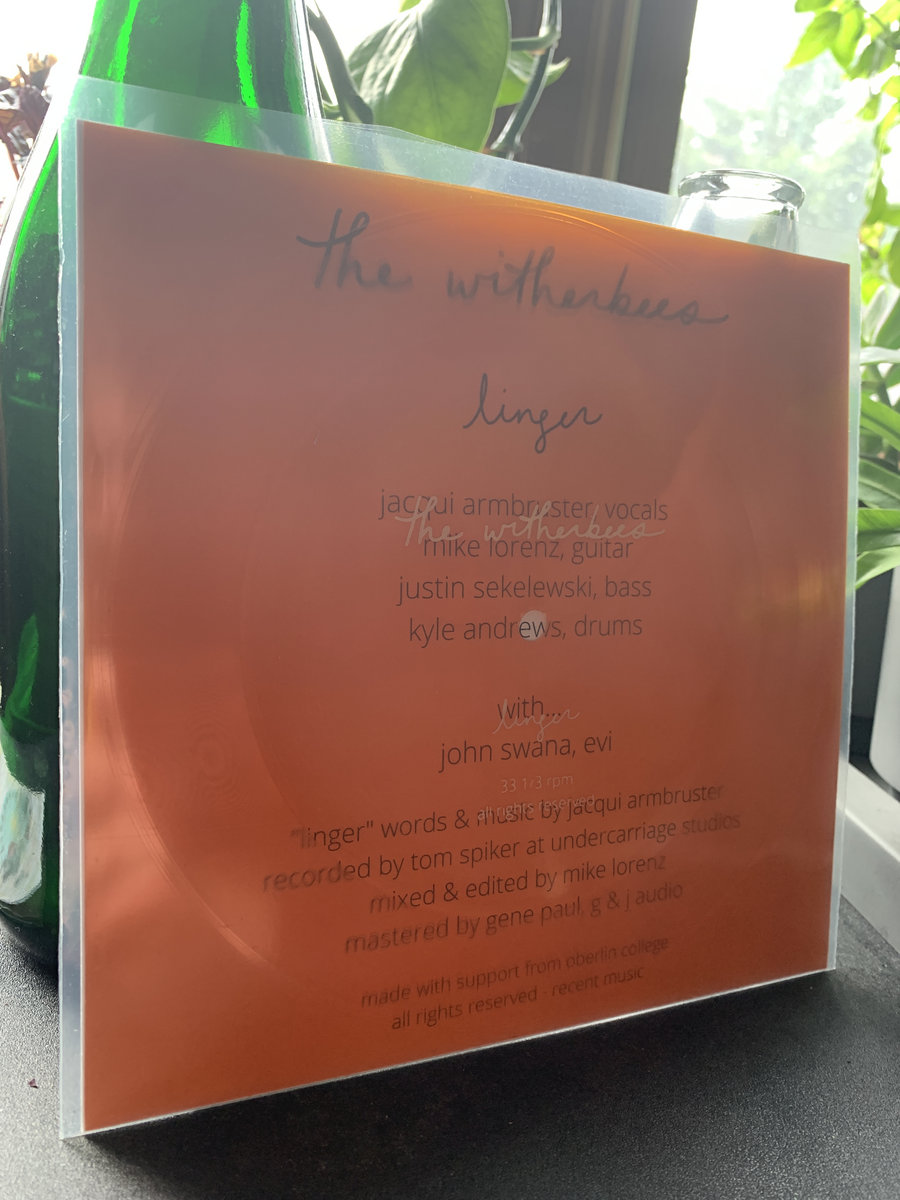 the witherbees
linger
jacqui armbruster, vocals
the witherbees
mike lorenz, guitar
justin sekelewski, bass
kyle andrews, drums
with...
linger
john swana, evi
33 1/3 rpm
all rights reserved
"linger" words & music by jacqui armbruster
recorded by tom spiker at undercarriage studios
mixed & edited by mike lorenz
mastered by gene paul, g & j audio
made with support from oberlin college
all rights reserved - recent music